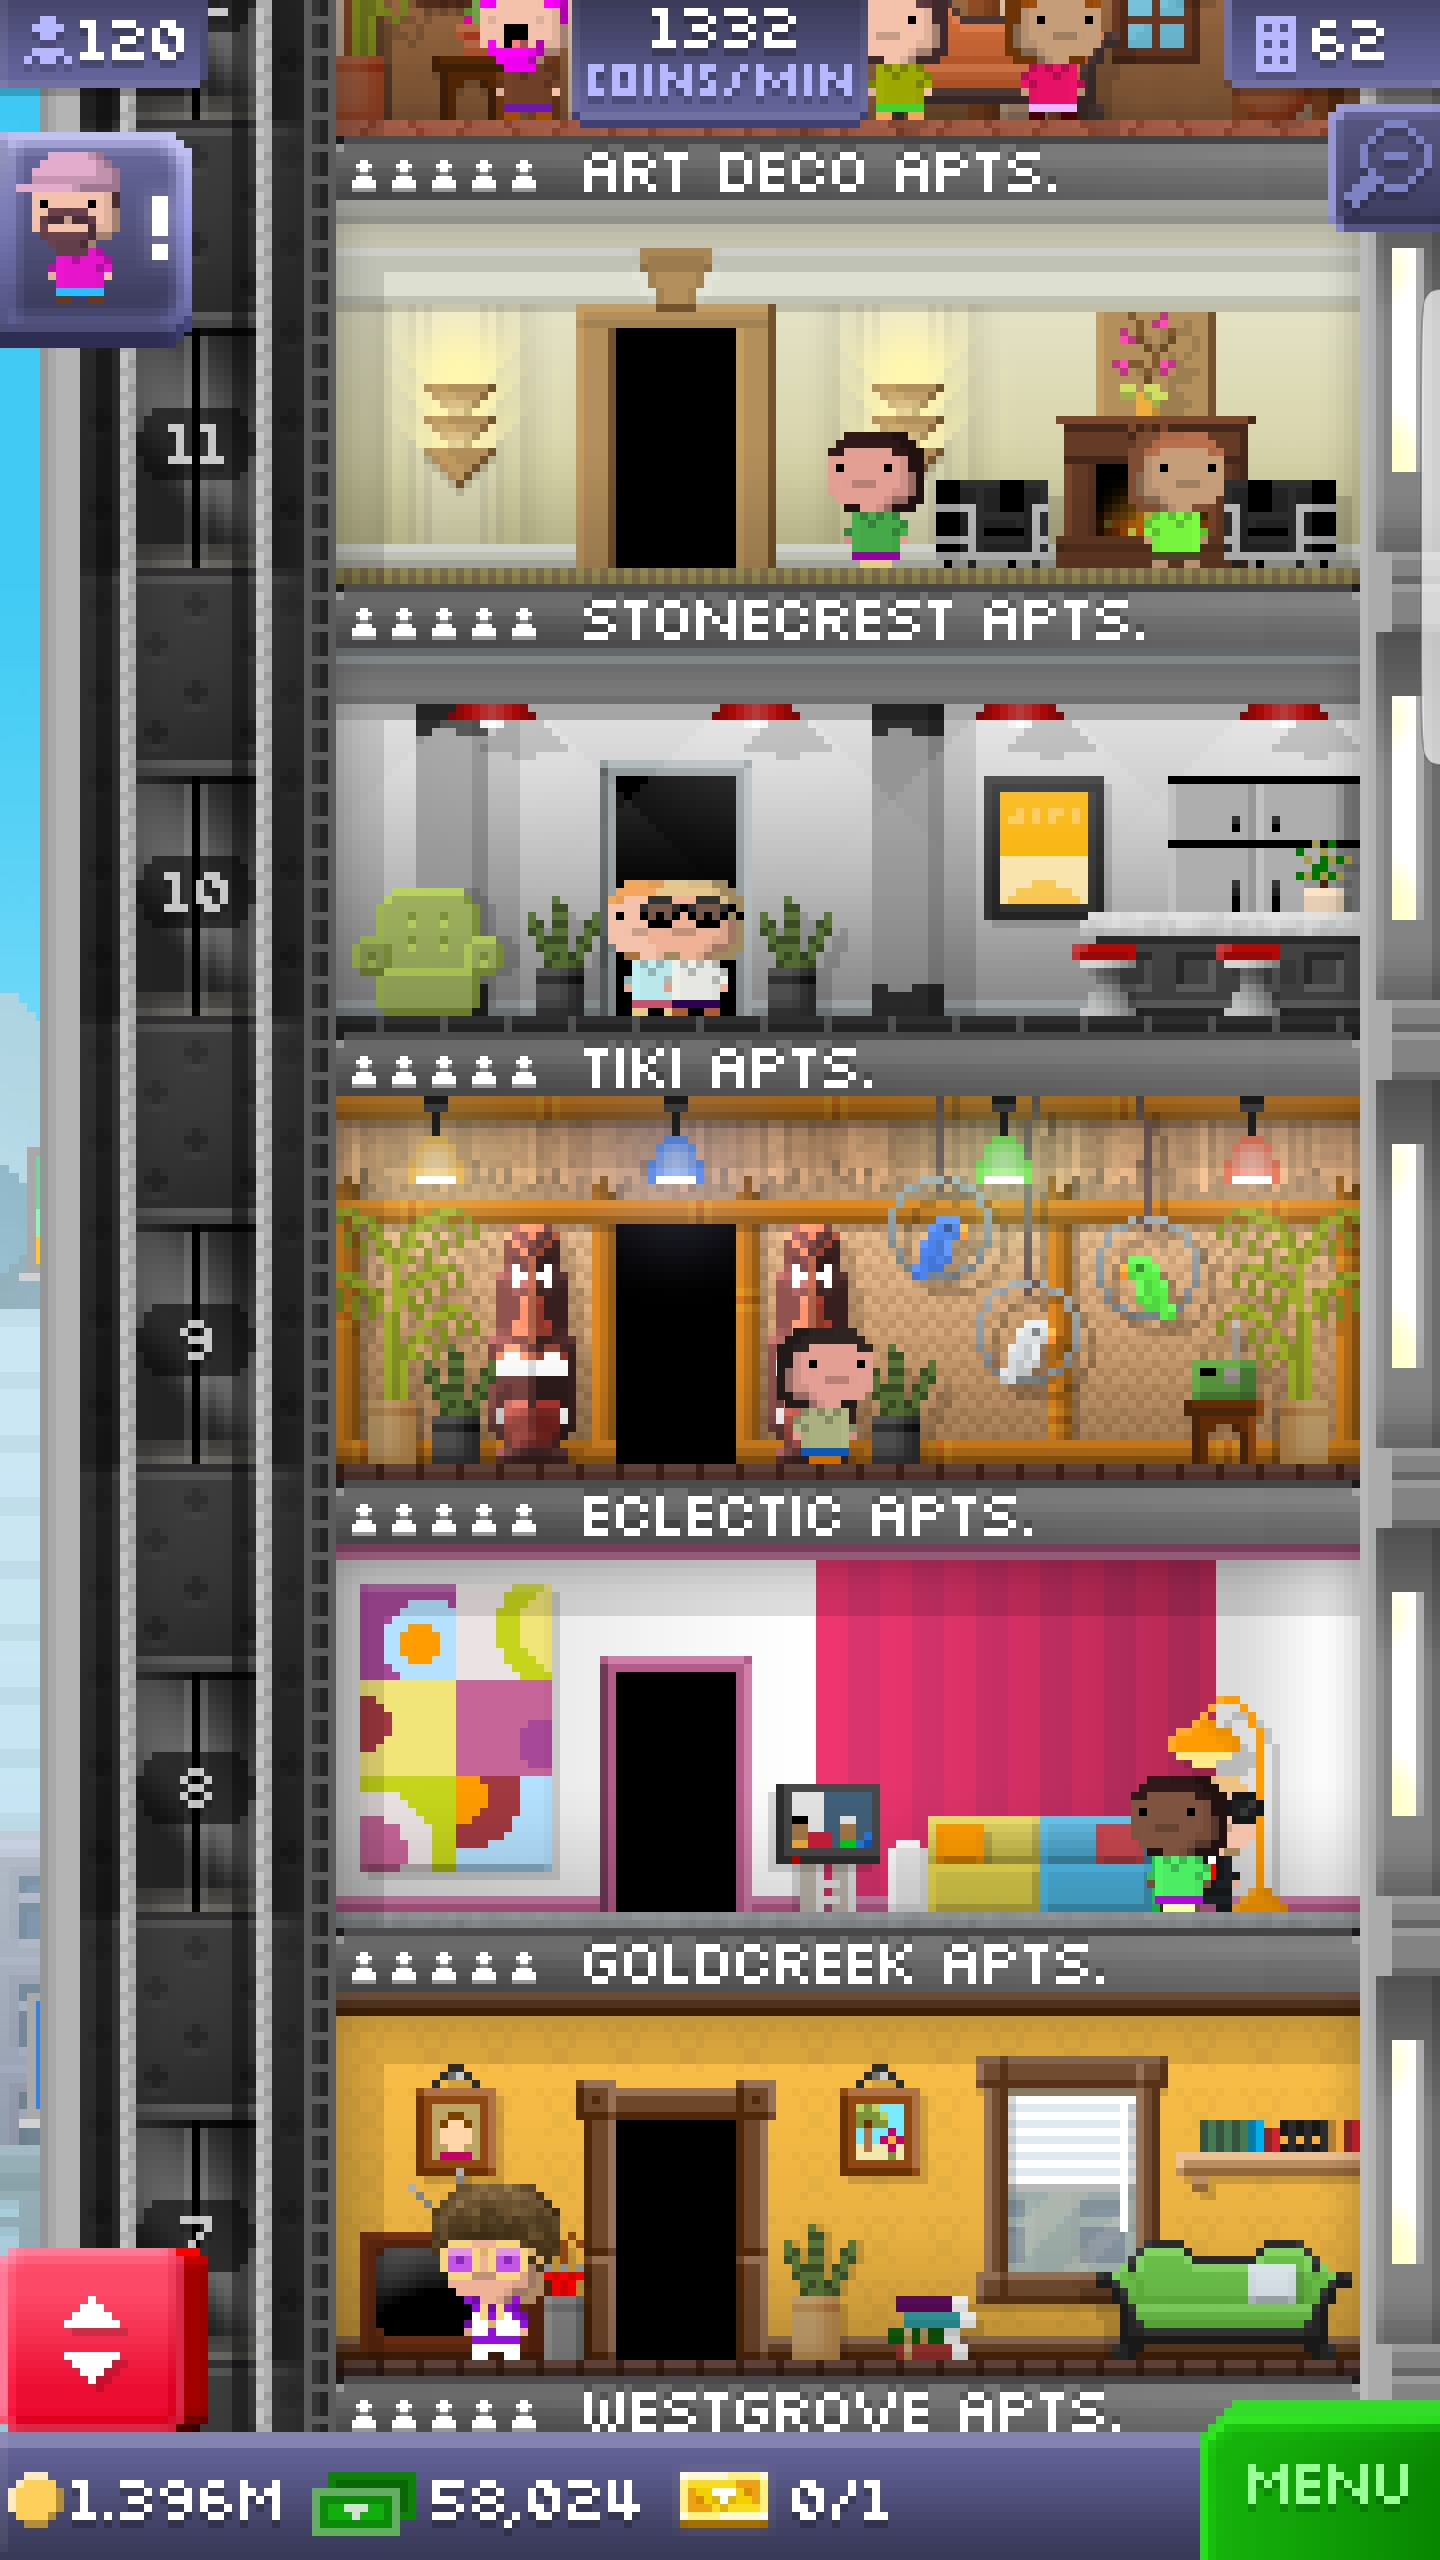 120
1332
COINS/MIN
62
!
ART DECO APTS.
11
STONECREST APTS.
10
TIKI APTS.
9
ECLECTIC APTS.
8
GOLDCREEK APTS.
7
WESTGROVE APTS.
1.396M
58,024
0/1
MENU